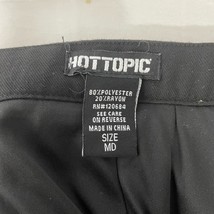 HOTTOPIC
80% POLYESTER
20% RAYON
RN#120684
SEE CARE
ON REVERSE
MADE IN CHINA
SIZE
MD